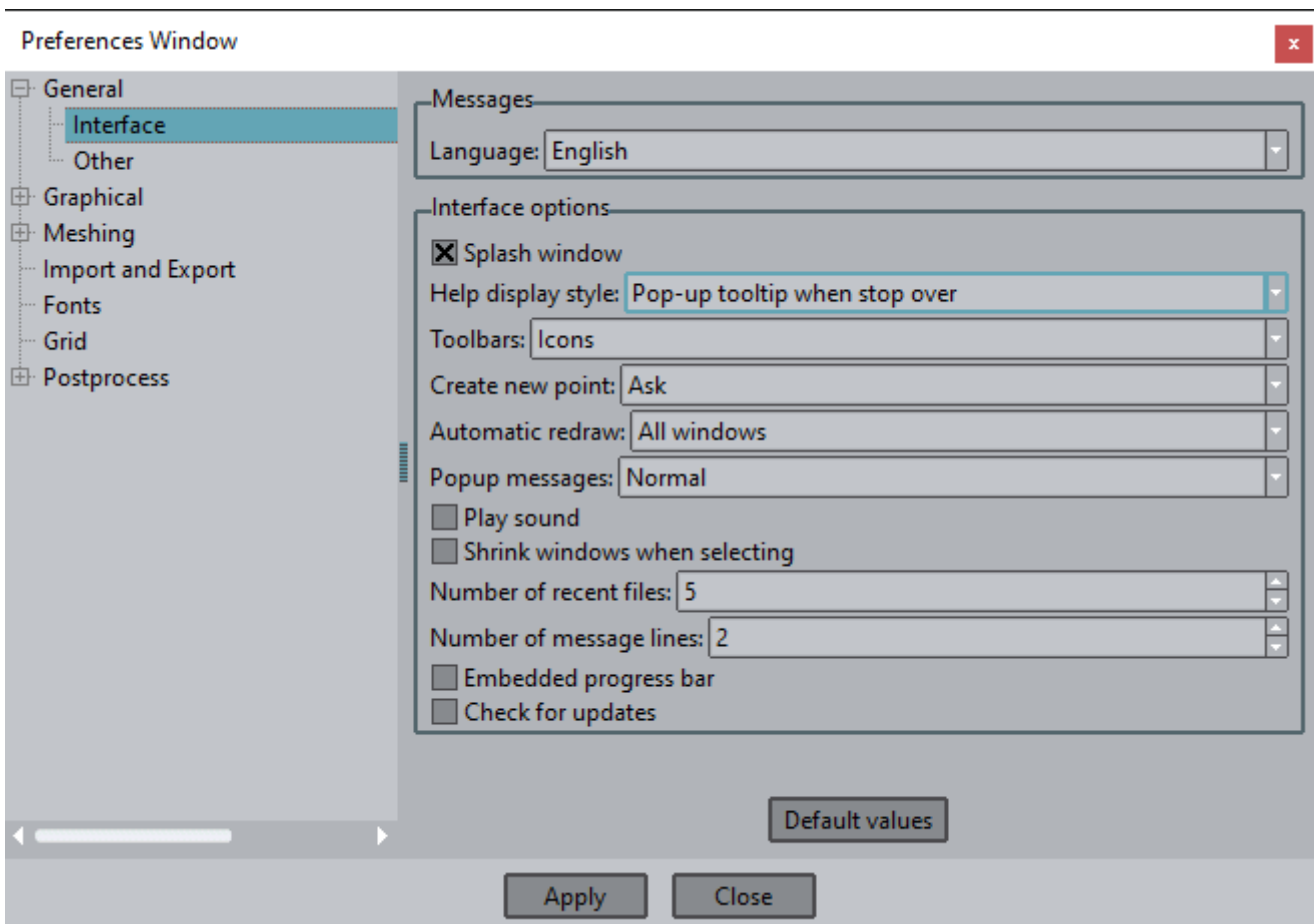 Preferences Window
x
General
Interface
Other
Graphical
Meshing
Import and Export
Fonts
Grid
Postprocess
Messages
Language: English
Interface options
Splash window
Help display style: Pop-up tooltip when stop over
Toolbars: Icons
Create new point: Ask
Automatic redraw: All windows
Popup messages: Normal
Play sound
Shrink windows when selecting
Number of recent files: 5
Number of message lines: 2
Embedded progress bar
Check for updates
Default values
Apply Close